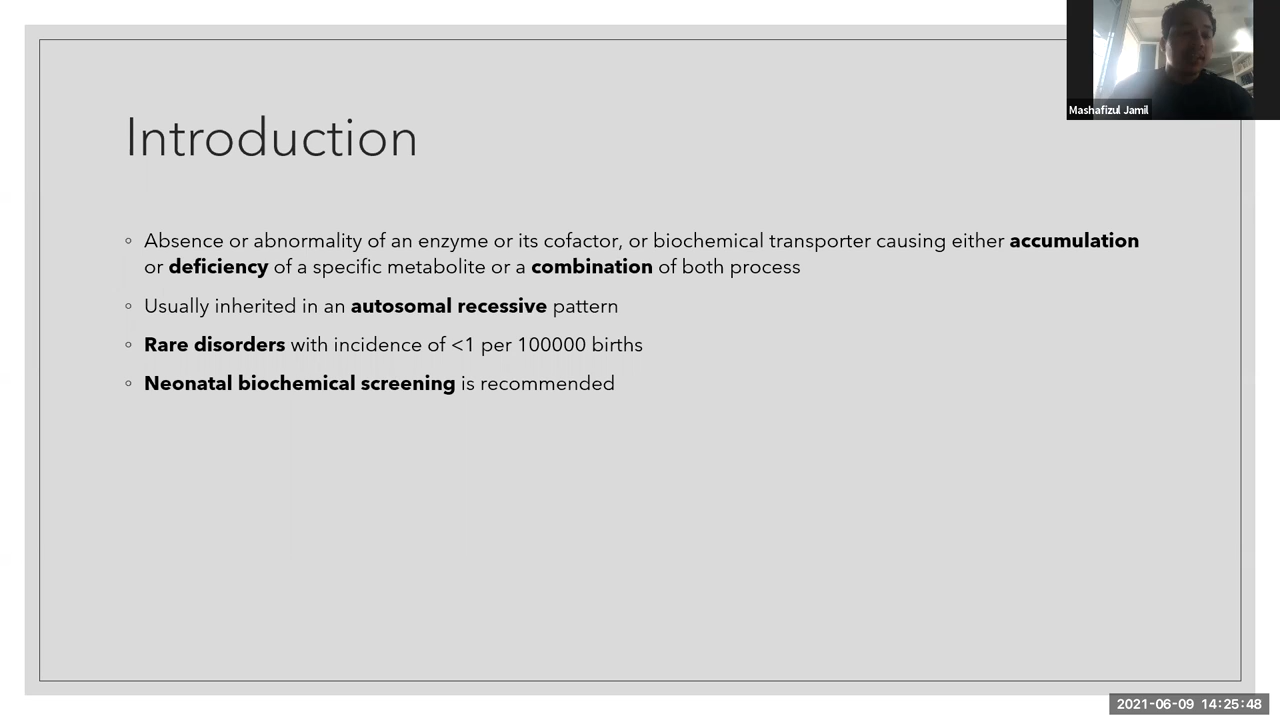 Mashafizul Jamil
Introduction
◦ Absence or abnormality of an enzyme or its cofactor, or biochemical transporter causing either accumulation
or deficiency of a specific metabolite or a combination of both process
◦ Usually inherited in an autosomal recessive pattern
◦ Rare disorders with incidence of <1 per 100000 births
◦ Neonatal biochemical screening is recommended
2021-06-09 14:25:48